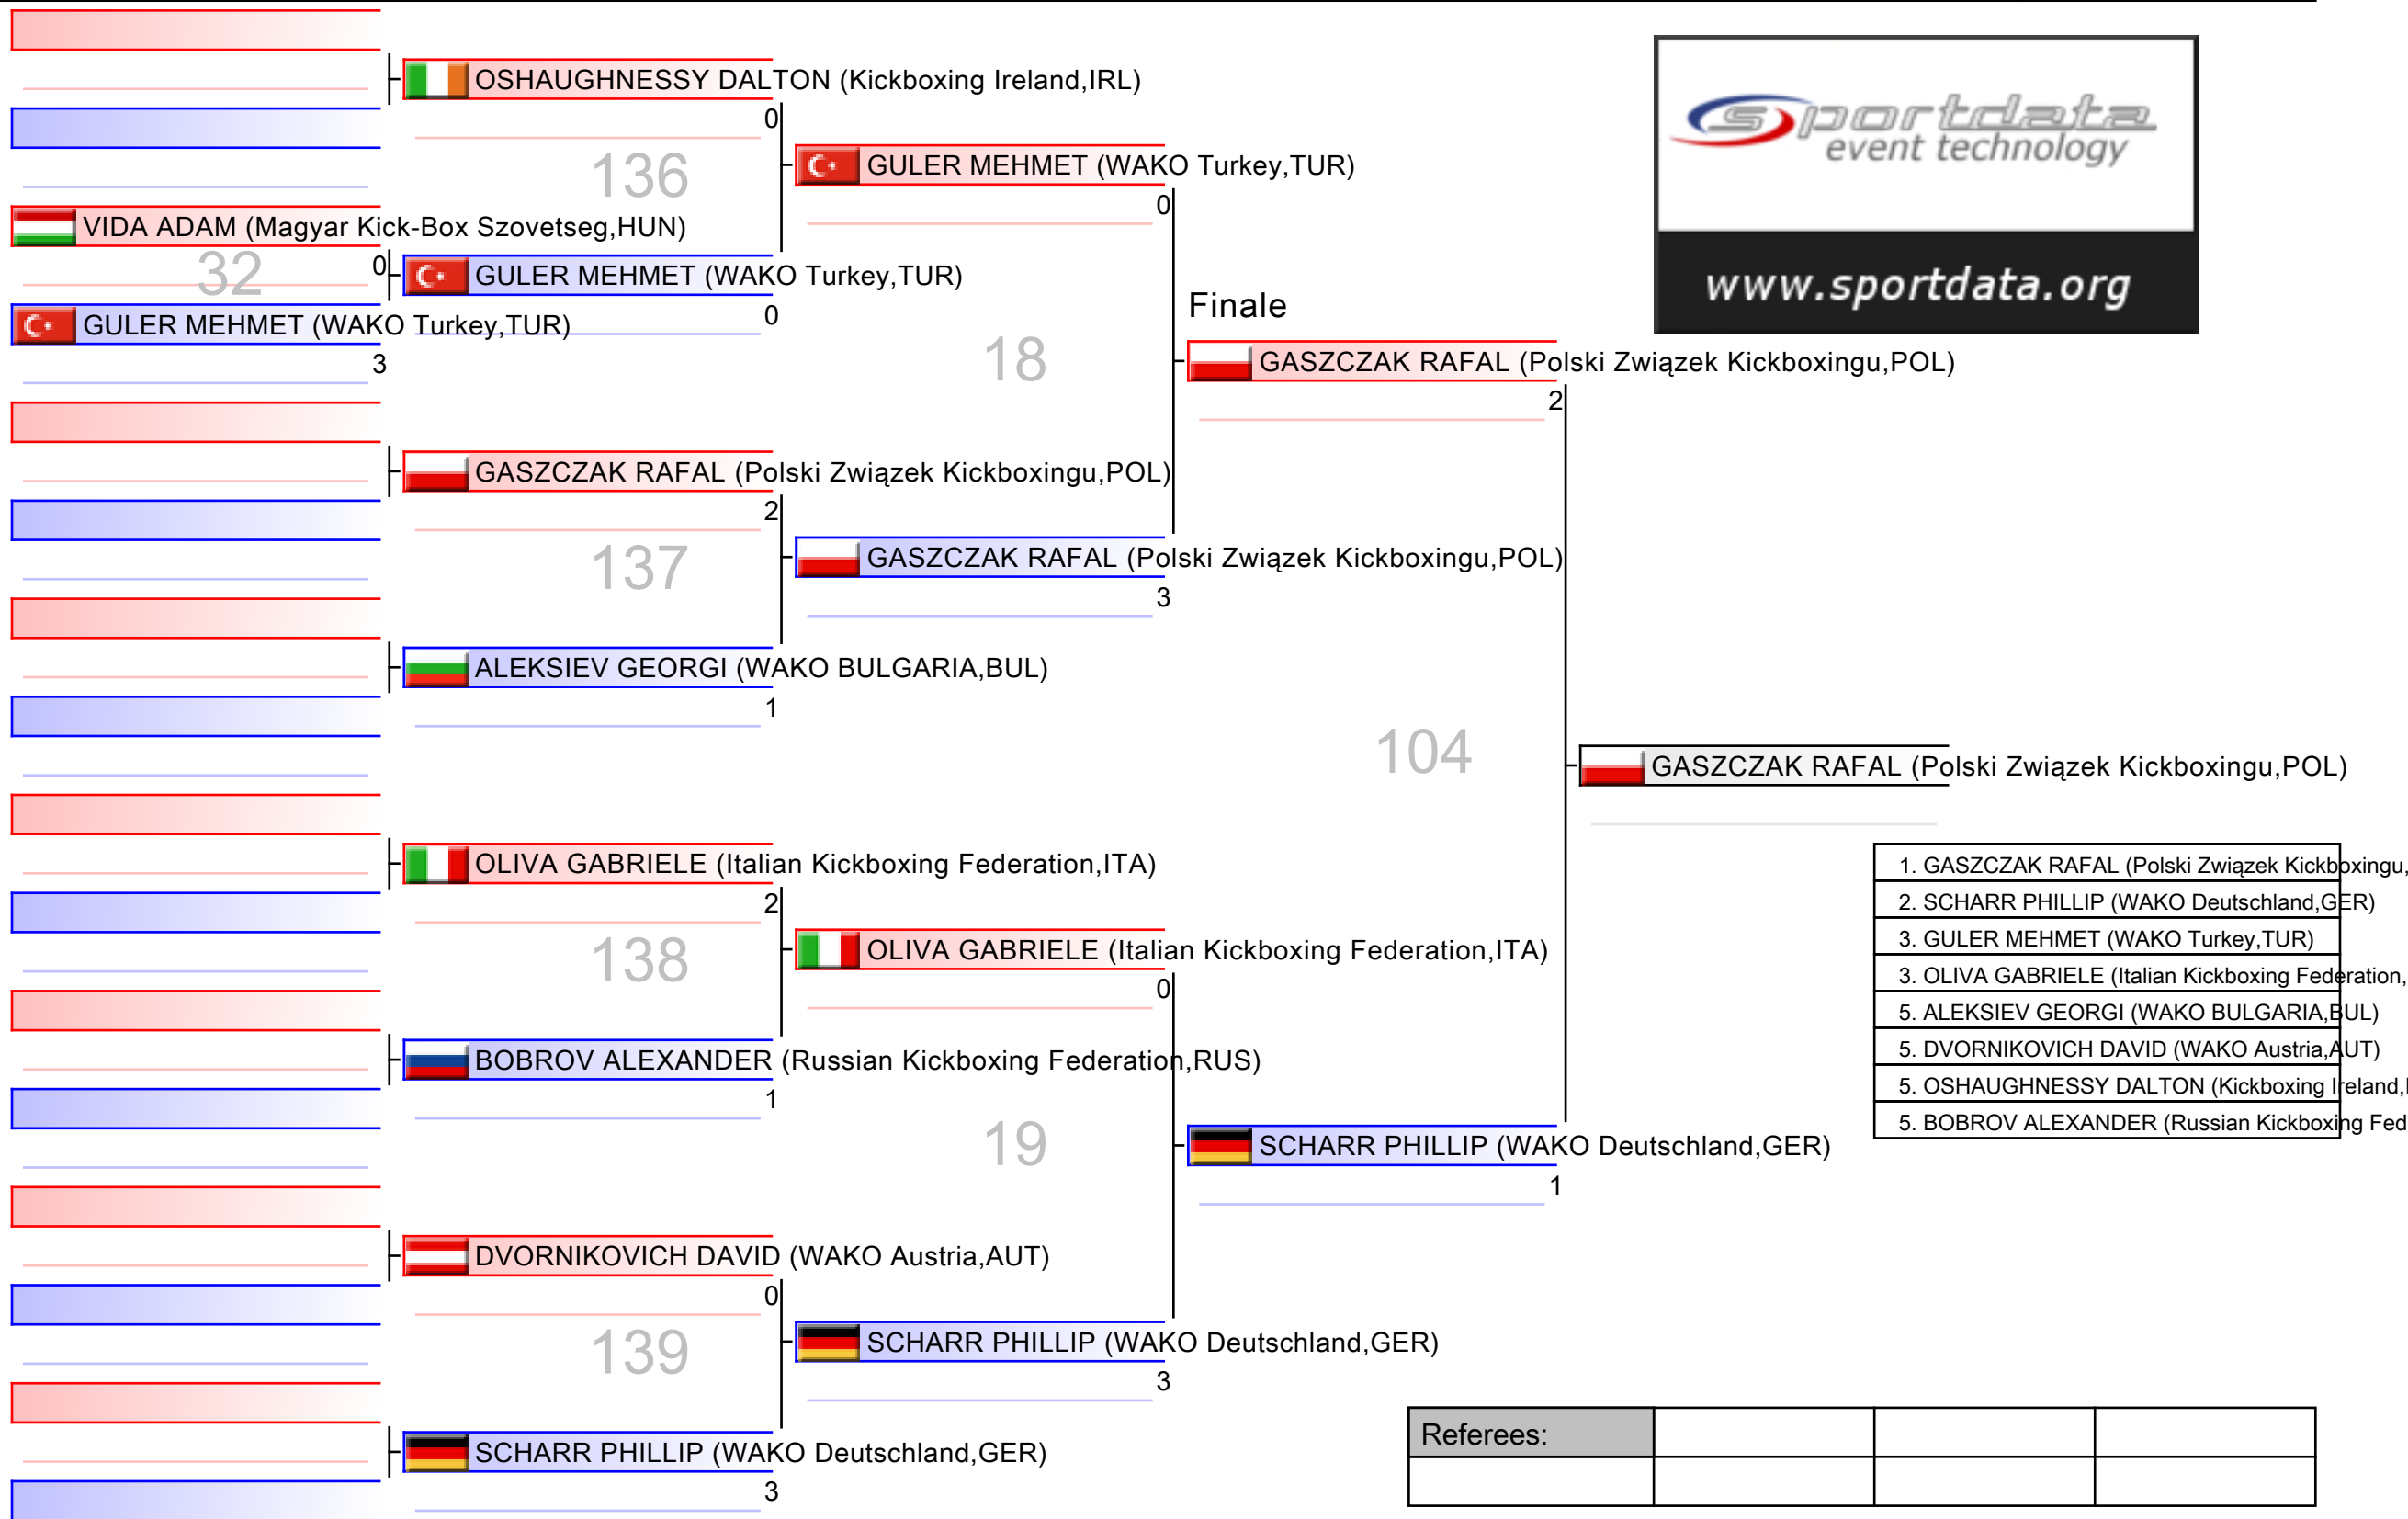 OSHAUGHNESSY DALTON (Kickboxing Ireland,IRL)
0
136
GULER MEHMET (WAKO Turkey,TUR)
0
VIDA ADAM (Magyar Kick-Box Szovetseg,HUN)
0
32
GULER MEHMET (WAKO Turkey,TUR)
0
GULER MEHMET (WAKO Turkey,TUR)
3
sportdata
event technology
www.sportdata.org
Finale
18
GASZCZAK RAFAL (Polski Związek Kickboxingu,POL)
2
GASZCZAK RAFAL (Polski Związek Kickboxingu,POL)
2
137
GASZCZAK RAFAL (Polski Związek Kickboxingu,POL)
3
ALEKSIEV GEORGI (WAKO BULGARIA,BUL)
1
104
GASZCZAK RAFAL (Polski Związek Kickboxingu,POL)
OLIVA GABRIELE (Italian Kickboxing Federation,ITA)
2
138
OLIVA GABRIELE (Italian Kickboxing Federation,ITA)
0
BOBROV ALEXANDER (Russian Kickboxing Federation,RUS)
1
19
SCHARR PHILLIP (WAKO Deutschland,GER)
1
DVORNIKOVICH DAVID (WAKO Austria,AUT)
0
139
SCHARR PHILLIP (WAKO Deutschland,GER)
3
SCHARR PHILLIP (WAKO Deutschland,GER)
3
1. GASZCZAK RAFAL (Polski Związek Kickboxingu,
2. SCHARR PHILLIP (WAKO Deutschland,GER)
3. GULER MEHMET (WAKO Turkey,TUR)
3. OLIVA GABRIELE (Italian Kickboxing Federation,
5. ALEKSIEV GEORGI (WAKO BULGARIA,BUL)
5. DVORNIKOVICH DAVID (WAKO Austria,AUT)
5. OSHAUGHNESSY DALTON (Kickboxing Ireland,
5. BOBROV ALEXANDER (Russian Kickboxing Fed
Referees: